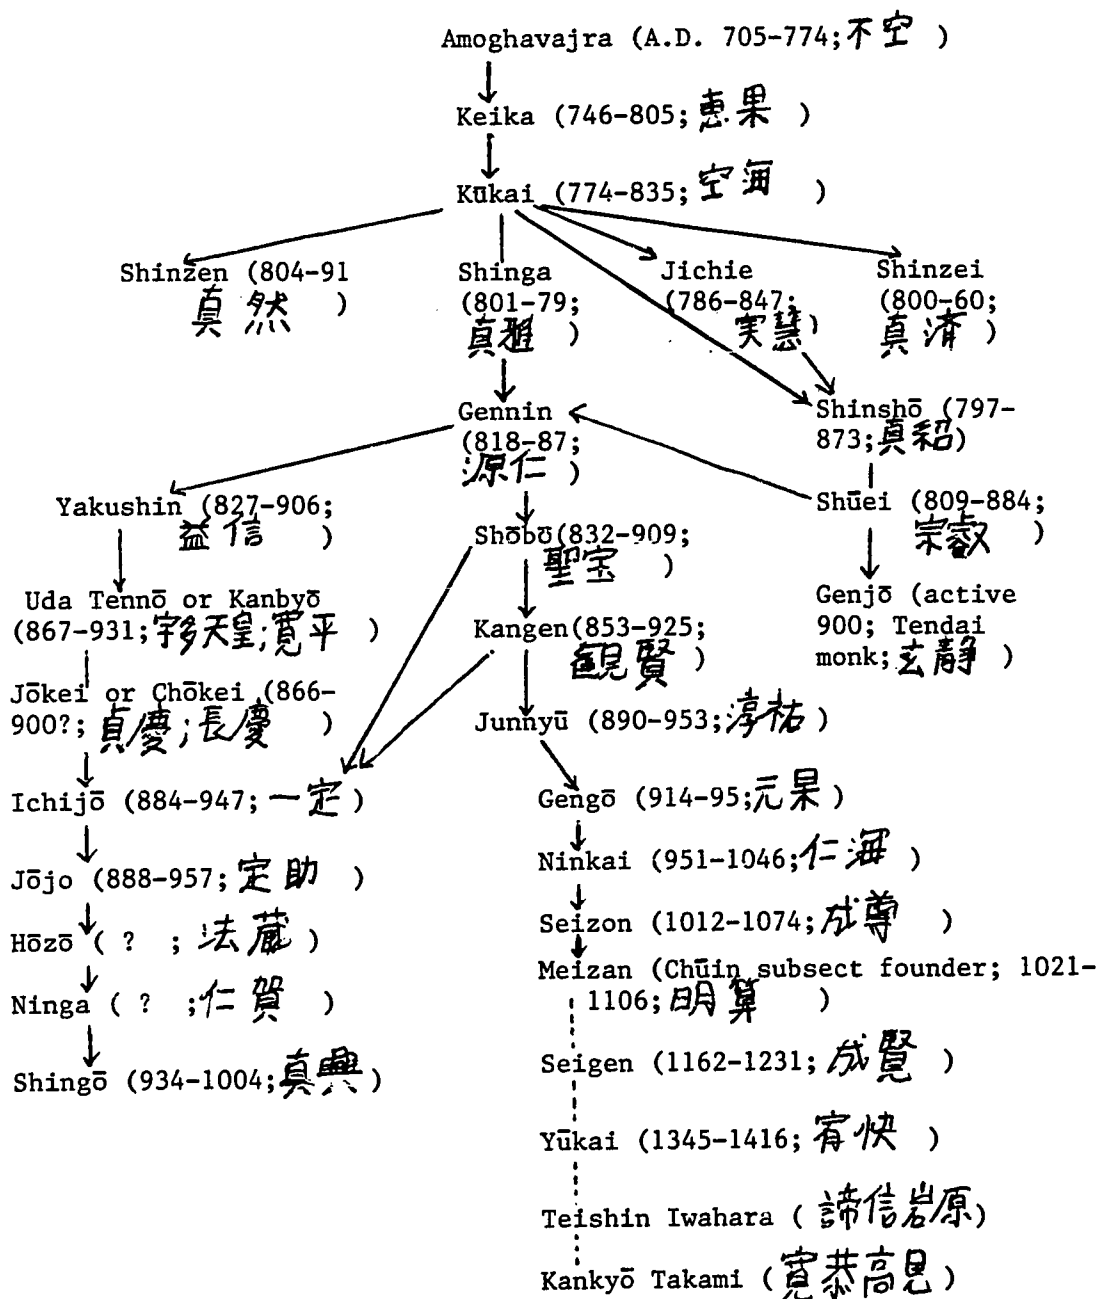 Amoghavajra (A.D. 705-774;不空 )
Keika (746-805;恵果 )
Kūkai (774-835;空海 )
Shinzen (804-91
真然 )
Shinga
(801-79;
真雅 )
Jichie
(786-847;
実慧)
Shinzei
(800-60;
真済 )
Gennin
(818-87;
源仁 )
Shinshō (797-
873;真紹)
Yakushin (827-906;
益信 )
Shōbō(832-909;
聖宝 )
Shūei (809-884;
宗叡 )
Uda Tennō or Kanbyō
(867-931;宇多天皇;寛平 )
Kangen(853-925;
観賢 )
Genjō (active
900; Tendai
monk;玄静 )
Jōkei or Chōkei (866-
900?;貞慶;長慶 )
Junnyū (890-953;淳祐 )
Ichijō (884-947;一定 )
Gengō (914-95;元杲 )
Jōjo (888-957;定助 )
Ninkai (951-1046;仁海 )
Hōzō ( ? ;法蔵 )
Seizon (1012-1074;成尊 )
Meizan (Chūin subsect founder; 1021-
1106;明算 )
Ninga ( ? ;仁賀 )
Shingō (934-1004;真興 )
Seigen (1162-1231;成賢 )
Yūkai (1345-1416;宥快 )
Teishin Iwahara (諦信岩原)
Kankyō Takami (寛恭高見 )